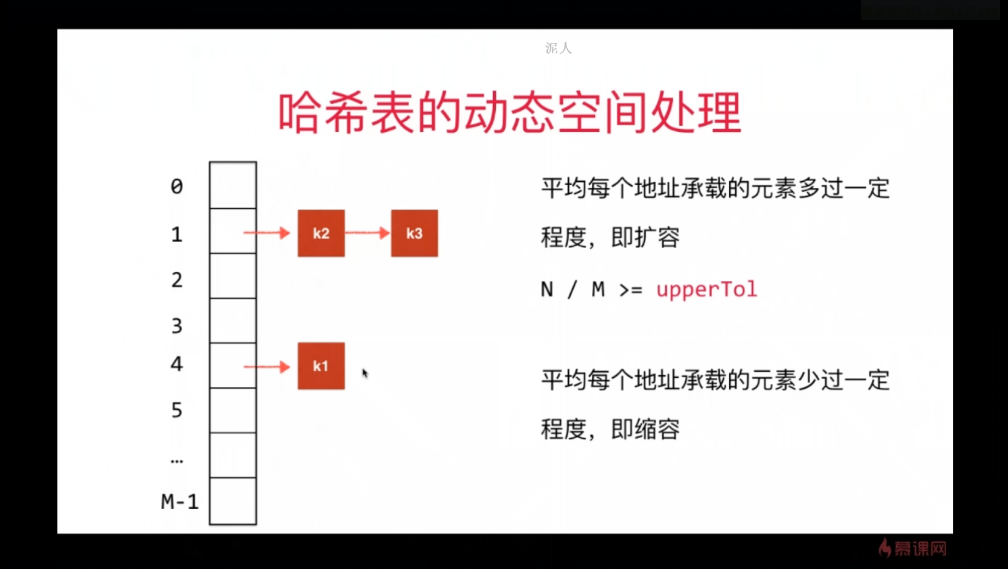 泥人
哈希表的动态空间处理
0
1
k2
k3
2
3
4
k1
5
…
M-1
平均每个地址承载的元素多过一定
程度，即扩容
N / M >= upperTol
平均每个地址承载的元素少过一定
程度，即缩容
慕课网